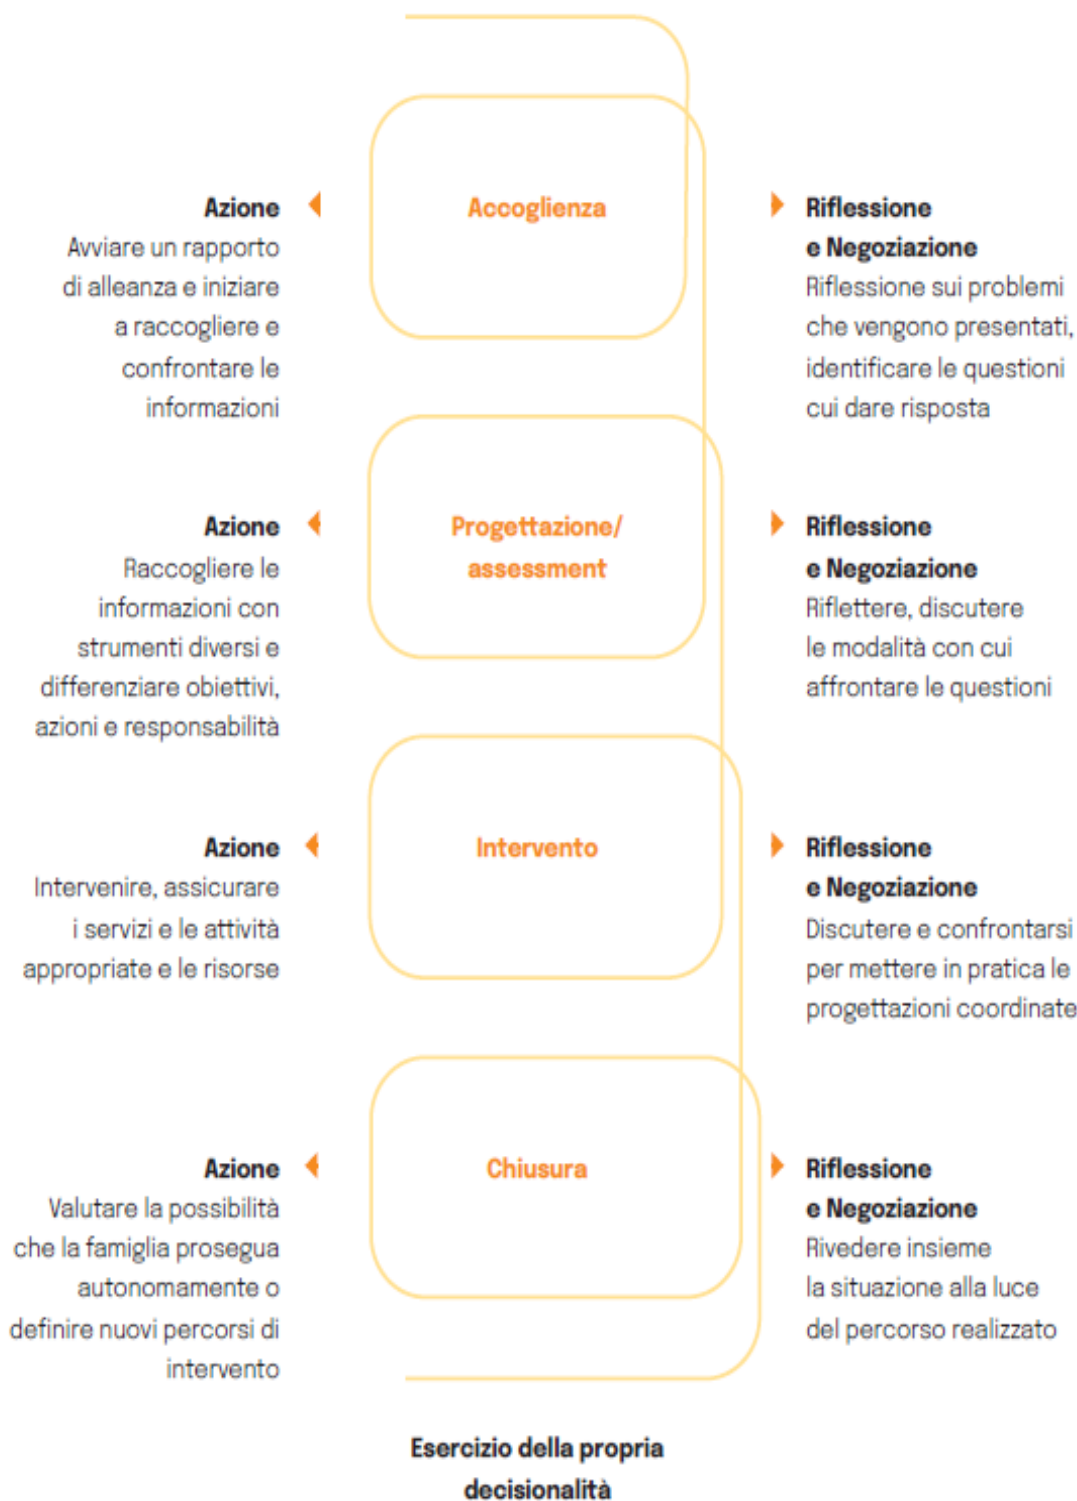 Azione
Avviare un rapporto
di alleanza e iniziare
a raccogliere e
confrontare le
informazioni
Accoglienza
Riflessione
e Negoziazione
Riflessione sui problemi
che vengono presentati,
identificare le questioni
cui dare risposta
Azione
Raccogliere le
informazioni con
strumenti diversi e
differenziare obiettivi,
azioni e responsabilità
Progettazione/
assessment
Riflessione
e Negoziazione
Riflettere, discutere
le modalità con cui
affrontare le questioni
Azione
Intervenire, assicurare
i servizi e le attività
appropriate e le risorse
Intervento
Riflessione
e Negoziazione
Discutere e confrontarsi
per mettere in pratica le
progettazioni coordinate
Azione
Valutare la possibilità
che la famiglia prosegua
autonomamente o
definire nuovi percorsi di
intervento
Chiusura
Riflessione
e Negoziazione
Rivedere insieme
la situazione alla luce
del percorso realizzato
Esercizio della propria
decisionalità